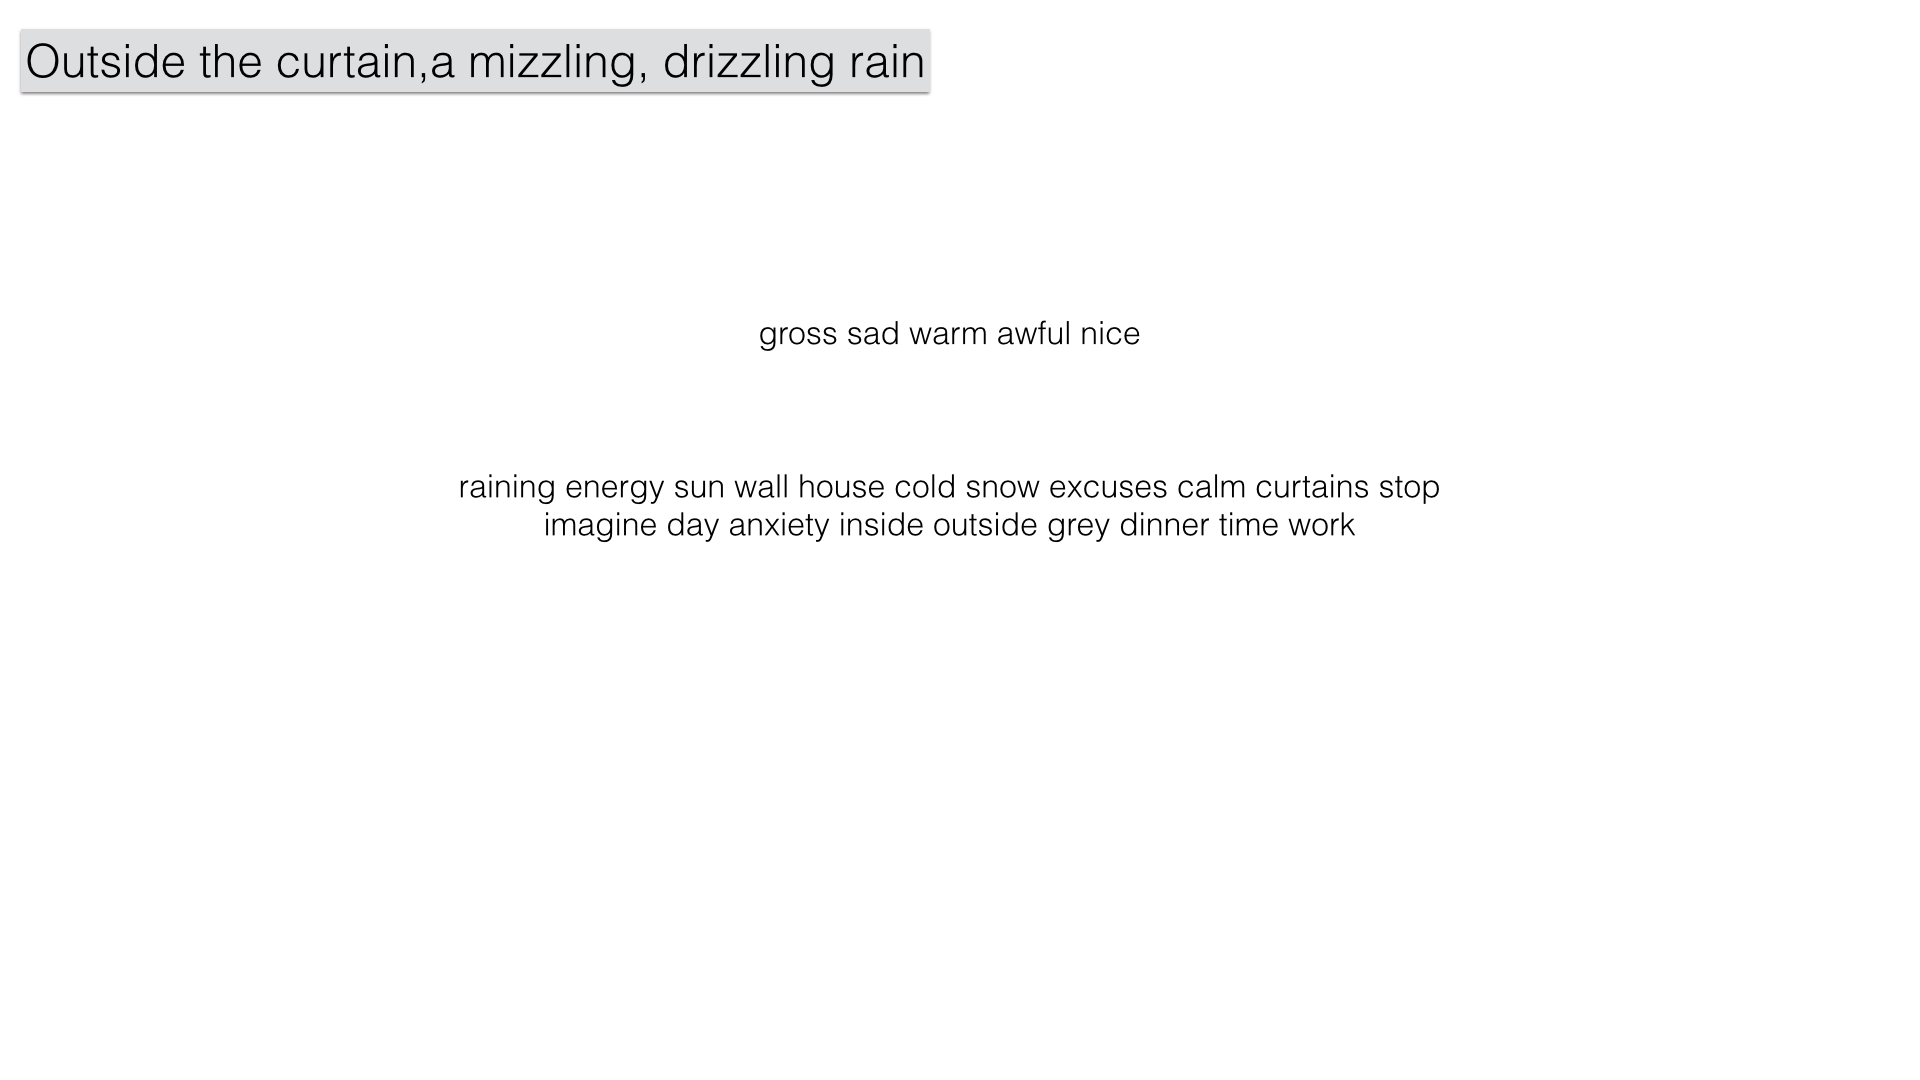 Outside the curtain,a mizzling, drizzling rain
gross sad warm awful nice
raining energy sun wall house cold snow excuses calm curtains stop
imagine day anxiety inside outside grey dinner time work